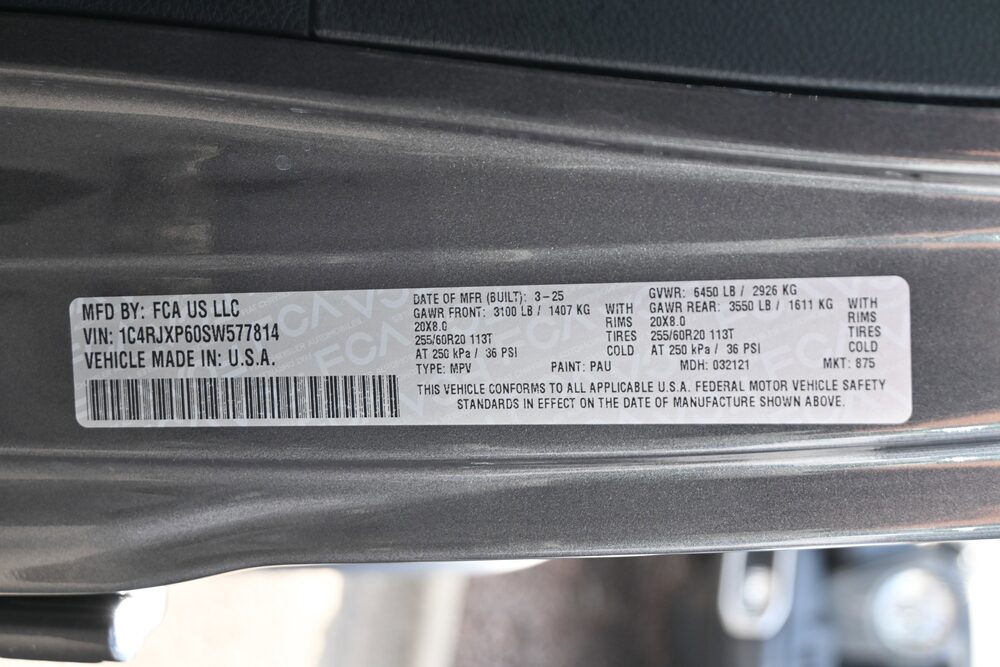 MFD BY: FCA US LLC
VIN: 1C4RJXP60SW577814
VEHICLE MADE IN: U.S.A.
DATE OF MFR (BUILT): 3-25
GAWR FRONT: 3100 LB / 1407 KG WITH
20X8.0 RIMS
255/60R20 113T TIRES
AT 250 kPa / 36 PSI COLD
TYPE: MPV
GVWR: 6450 LB / 2926 KG
GAWR REAR: 3550 LB / 1611 KG WITH
20X8.0 RIMS
255/60R20 113T TIRES
AT 250 kPa / 36 PSI COLD
PAINT: PAU MDH: 032121 MKT: 875
THIS VEHICLE CONFORMS TO ALL APPLICABLE U.S.A. FEDERAL MOTOR VEHICLE SAFETY
STANDARDS IN EFFECT ON THE DATE OF MANUFACTURE SHOWN ABOVE.